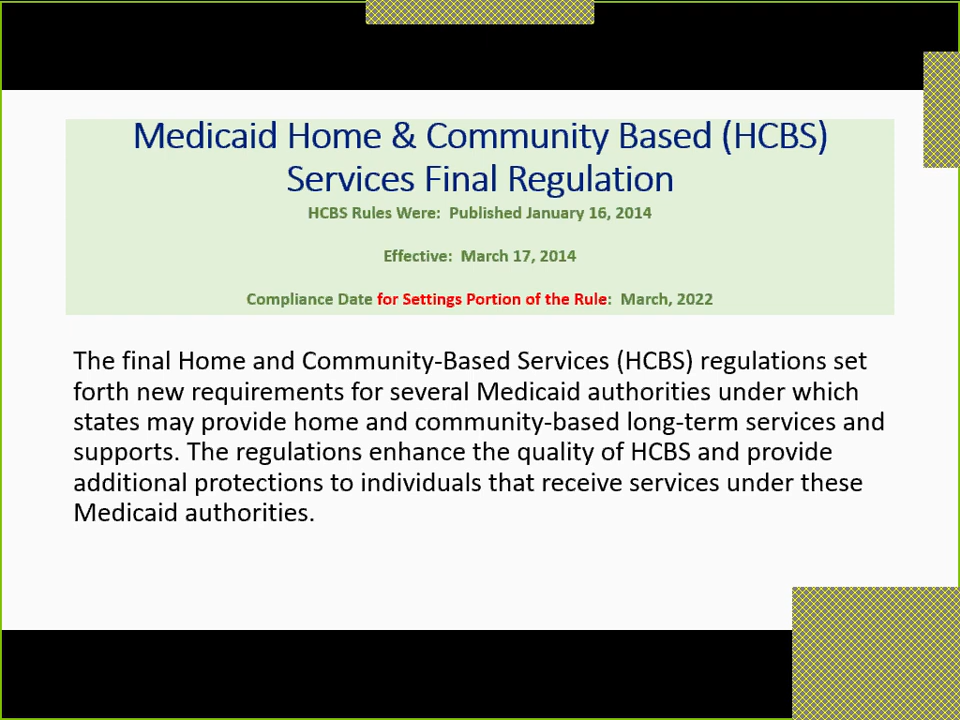 Medicaid Home & Community Based (HCBS)
Services Final Regulation
HCBS Rules Were:  Published January 16, 2014
Effective:  March 17, 2014
Compliance Date for Settings Portion of the Rule:  March, 2022
The final Home and Community-Based Services (HCBS) regulations set
forth new requirements for several Medicaid authorities under which
states may provide home and community-based long-term services and
supports. The regulations enhance the quality of HCBS and provide
additional protections to individuals that receive services under these
Medicaid authorities.